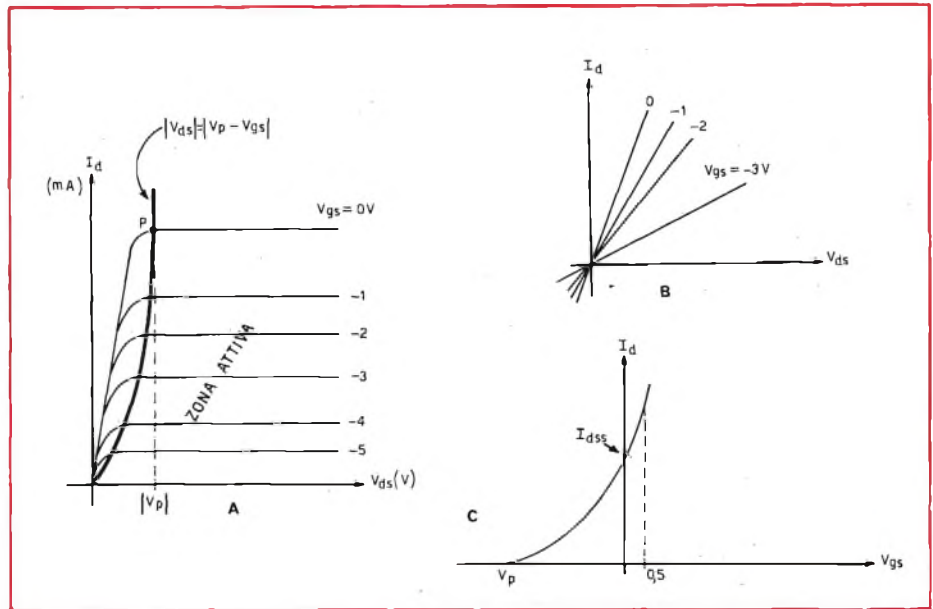 |Vds|=|Vp-Vgs|
Id
(mA)
P
Vgs=0V
-1
-2
-3
-4
-5
ZONA ATTIVA
Vds(V)
|Vp|
A
Id
0
-1
-2
Vgs=-3V
Vds
B
Id
Idss
C
Vp
0,5
Vgs